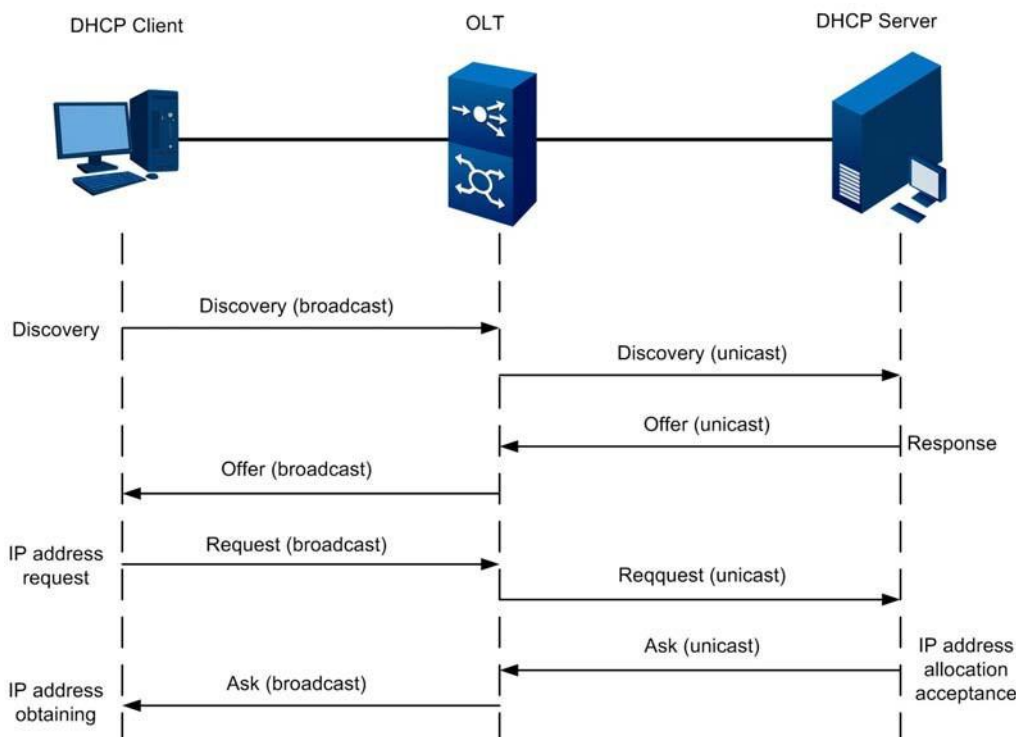 DHCP Client
OLT
DHCP Server
Discovery (broadcast)
Discovery
Discovery (unicast)
Offer (unicast)
Response
Offer (broadcast)
Request (broadcast)
IP address
request
Reqquest (unicast)
Ask (unicast)
IP address
allocation
acceptance
Ask (broadcast)
IP address
obtaining